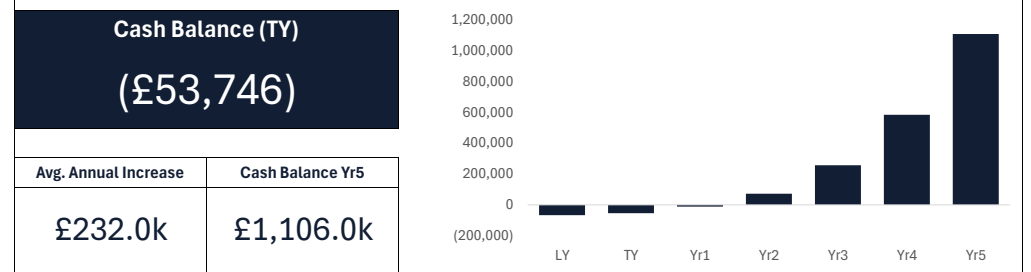 Cash Balance (TY)
(£53,746)
Avg. Annual Increase
Cash Balance Yr5
£232.0k
£1,106.0k
1,200,000
1,000,000
800,000
600,000
400,000
200,000
0
(200,000)
LY TY Yr1 Yr2 Yr3 Yr4 Yr5